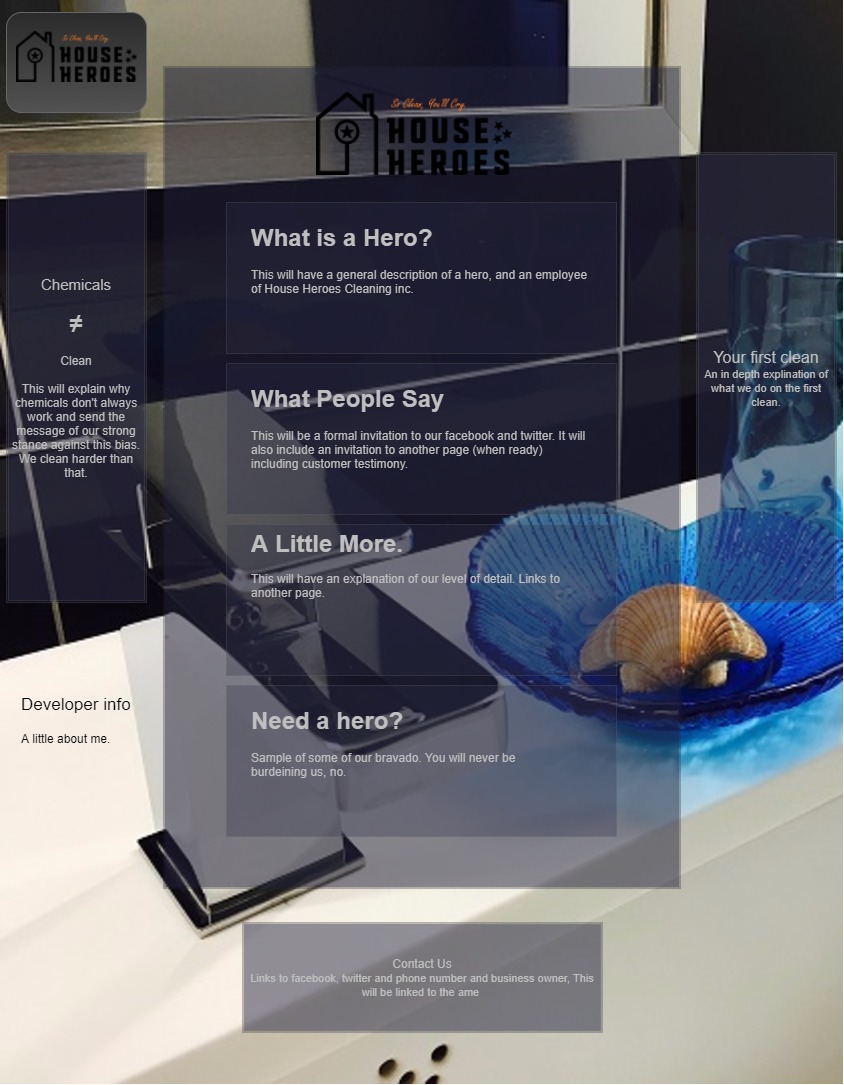 So Clean, You'll Cry.
HOUSE
HEROES
So Clean, You'll Cry.
HOUSE
HEROES
Chemicals
≠
Clean
This will explain why
chemicals don't always
work and send the
message of our strong
stance against this bias.
We clean harder than
that.
What is a Hero?
This will have a general description of a hero, and an employee
of House Heroes Cleaning inc.
What People Say
This will be a formal invitation to our facebook and twitter. It will
also include an invitation to another page (when ready)
including customer testimony.
A Little More.
This will have an explanation of our level of detail. Links to
another page.
Need a hero?
Sample of some of our bravado. You will never be
burdeining us, no.
Your first clean
An in depth explination of
what we do on the first
clean.
Developer info
A little about me.
Contact Us
Links to facebook, twitter and phone number and business owner, This
will be linked to the ame